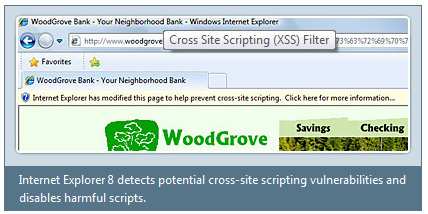 WoodGrove Bank - Your Neighborhood Bank - Windows Internet Explorer
http://www.woodgrove
Cross Site Scripting (XSS) Filter
73%63%72%69%70%7
Favorites
WoodGrove Bank - Your Neighborhood Bank
Internet Explorer has modified this page to help prevent cross-site scripting. Click here for more information...
WoodGrove
Savings
Checking
Internet Explorer 8 detects potential cross-site scripting vulnerabilities and
disables harmful scripts.